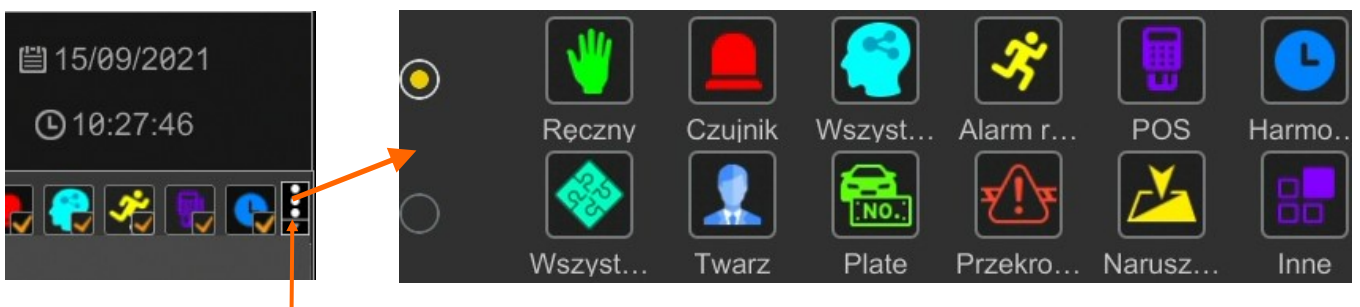 15/09/2021
10:27:46
Ręczny Czujnik Wszyst... Alarm r... POS Harmo..
NO.
Wszyst... Twarz Plate Przekro... Narusz... Inne